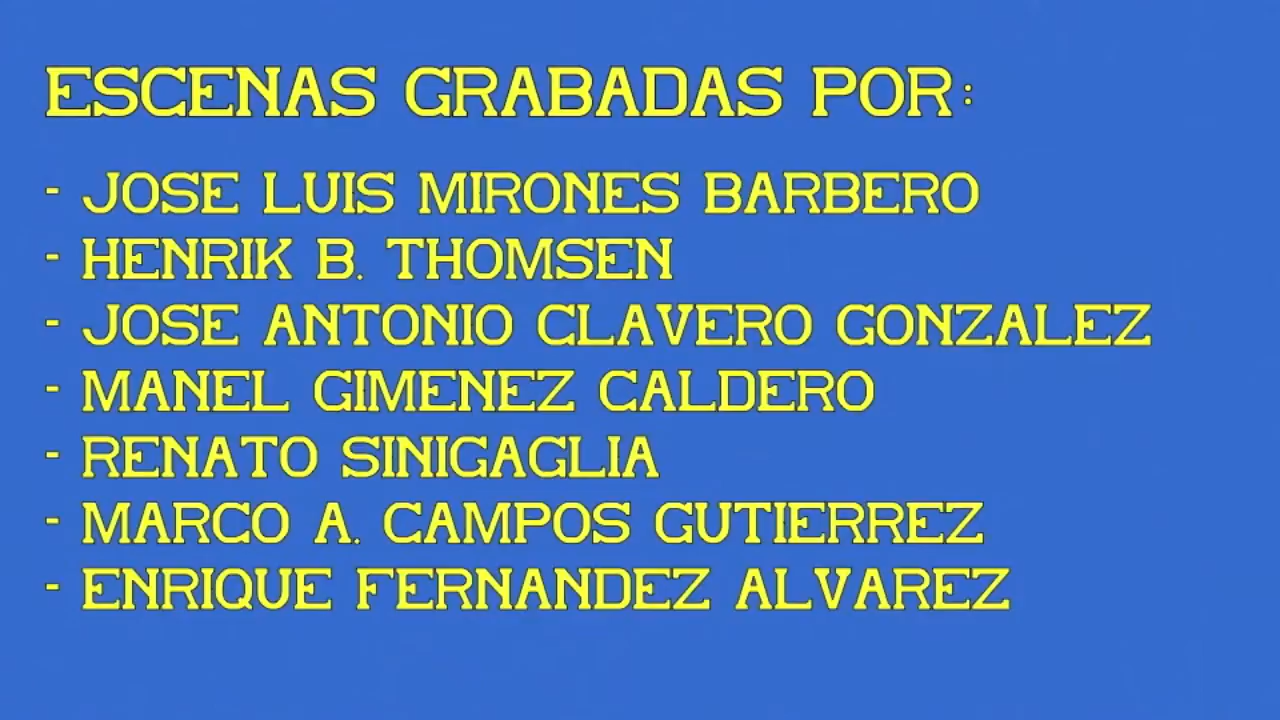 ESCENAS GRABADAS POR:
- JOSE LUIS MIRONES BARBERO
- HENRIK B. THOMSEN
- JOSE ANTONIO CLAVERO GONZALEZ
- MANEL GIMENEZ CALDERO
- RENATO SINIGAGLIA
- MARCO A. CAMPOS GUTIERREZ
- ENRIQUE FERNANDEZ ALVAREZ